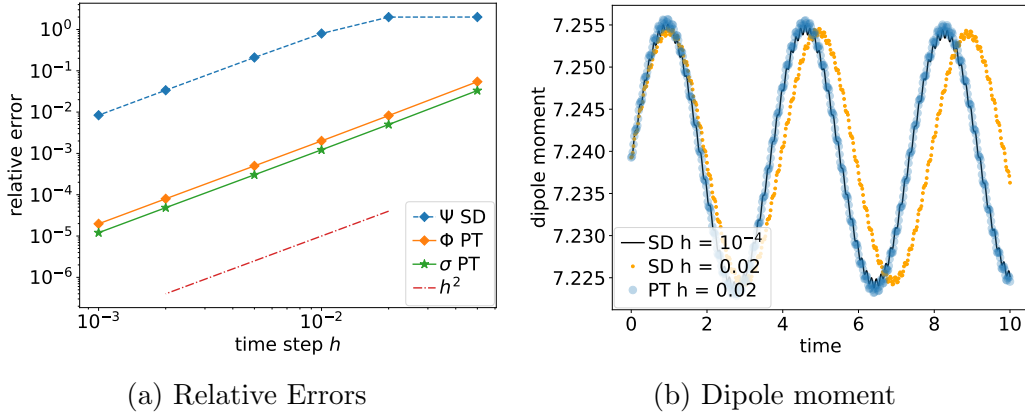 10⁰
10⁻¹
10⁻²
10⁻³
10⁻⁴
10⁻⁵
10⁻⁶
relative error
Ψ SD
Φ PT
σ PT
h²
10⁻³
10⁻²
time step h
(a) Relative Errors
7.255
7.250
7.245
7.240
7.235
7.230
7.225
dipole moment
SD h = 10⁻⁴
SD h = 0.02
PT h = 0.02
0 2 4 6 8 10
time
(b) Dipole moment